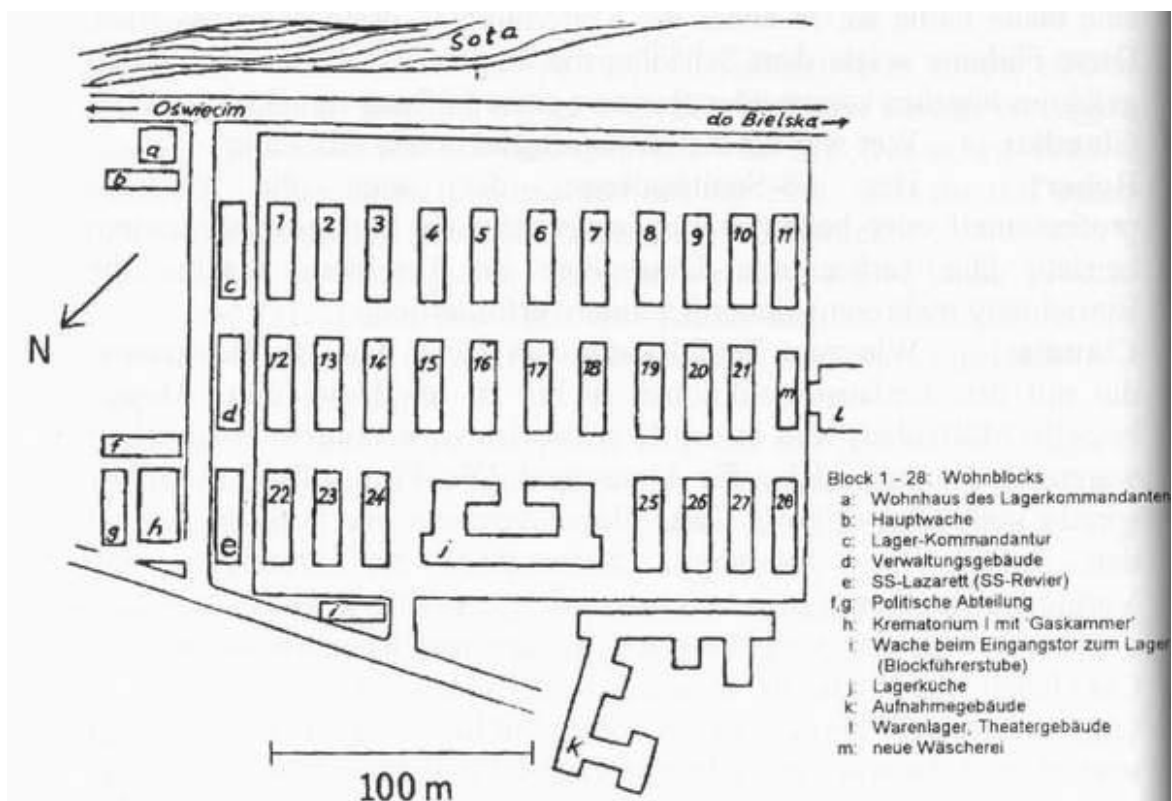 Soła
Oświęcim
do Bielska
a
b
1 2 3 4 5 6 7 8 9 10 11
c
N
12 13 14 15 16 17 18 19 20 21 m
d
l
f
22 23 24 25 26 27 28
g h e j
i
k
100 m
Block 1 - 28: Wohnblocks
a: Wohnhaus des Lagerkommandanten
b: Hauptwache
c: Lager-Kommandantur
d: Verwaltungsgebäude
e: SS-Lazarett (SS-Revier)
f,g: Politische Abteilung
h: Krematorium I mit 'Gaskammer'
i: Wache beim Eingangstor zum Lager
(Blockführerstube)
j: Lagerküche
k: Aufnahmegebäude
l: Warenlager, Theatergebäude
m: neue Wäscherei